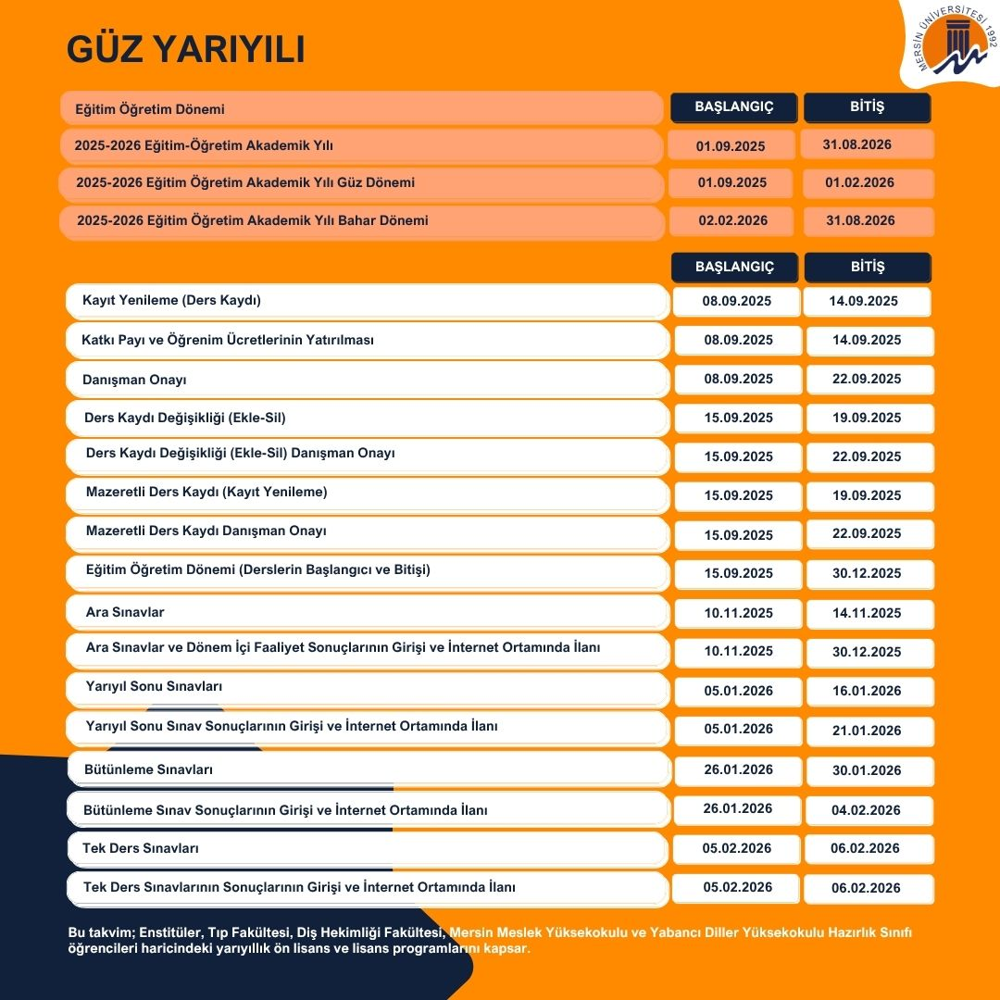 GÜZ YARIYILI
MERSİN ÜNİVERSİTESİ 1992
Eğitim Öğretim Dönemi BAŞLANGIÇ BİTİŞ
2025-2026 Eğitim-Öğretim Akademik Yılı 01.09.2025 31.08.2026
2025-2026 Eğitim Öğretim Akademik Yılı Güz Dönemi 01.09.2025 01.02.2026
2025-2026 Eğitim Öğretim Akademik Yılı Bahar Dönemi 02.02.2026 31.08.2026
BAŞLANGIÇ BİTİŞ
Kayıt Yenileme (Ders Kaydı) 08.09.2025 14.09.2025
Katkı Payı ve Öğrenim Ücretlerinin Yatırılması 08.09.2025 14.09.2025
Danışman Onayı 08.09.2025 22.09.2025
Ders Kaydı Değişikliği (Ekle-Sil) 15.09.2025 19.09.2025
Ders Kaydı Değişikliği (Ekle-Sil) Danışman Onayı 15.09.2025 22.09.2025
Mazeretli Ders Kaydı (Kayıt Yenileme) 15.09.2025 19.09.2025
Mazeretli Ders Kaydı Danışman Onayı 15.09.2025 22.09.2025
Eğitim Öğretim Dönemi (Derslerin Başlangıcı ve Bitişi) 15.09.2025 30.12.2025
Ara Sınavlar 10.11.2025 14.11.2025
Ara Sınavlar ve Dönem İçi Faaliyet Sonuçlarının Girişi ve İnternet Ortamında İlanı 10.11.2025 30.12.2025
Yarıyıl Sonu Sınavları 05.01.2026 16.01.2026
Yarıyıl Sonu Sınav Sonuçlarının Girişi ve İnternet Ortamında İlanı 05.01.2026 21.01.2026
Bütünleme Sınavları 26.01.2026 30.01.2026
Bütünleme Sınav Sonuçlarının Girişi ve İnternet Ortamında İlanı 26.01.2026 04.02.2026
Tek Ders Sınavları 05.02.2026 06.02.2026
Tek Ders Sınavlarının Sonuçlarının Girişi ve İnternet Ortamında İlanı 05.02.2026 06.02.2026
Bu takvim; Enstitüler, Tıp Fakültesi, Diş Hekimliği Fakültesi, Mersin Meslek Yüksekokulu ve Yabancı Diller Yüksekokulu Hazırlık Sınıfı
öğrencileri haricindeki yarıyıllık ön lisans ve lisans programlarını kapsar.